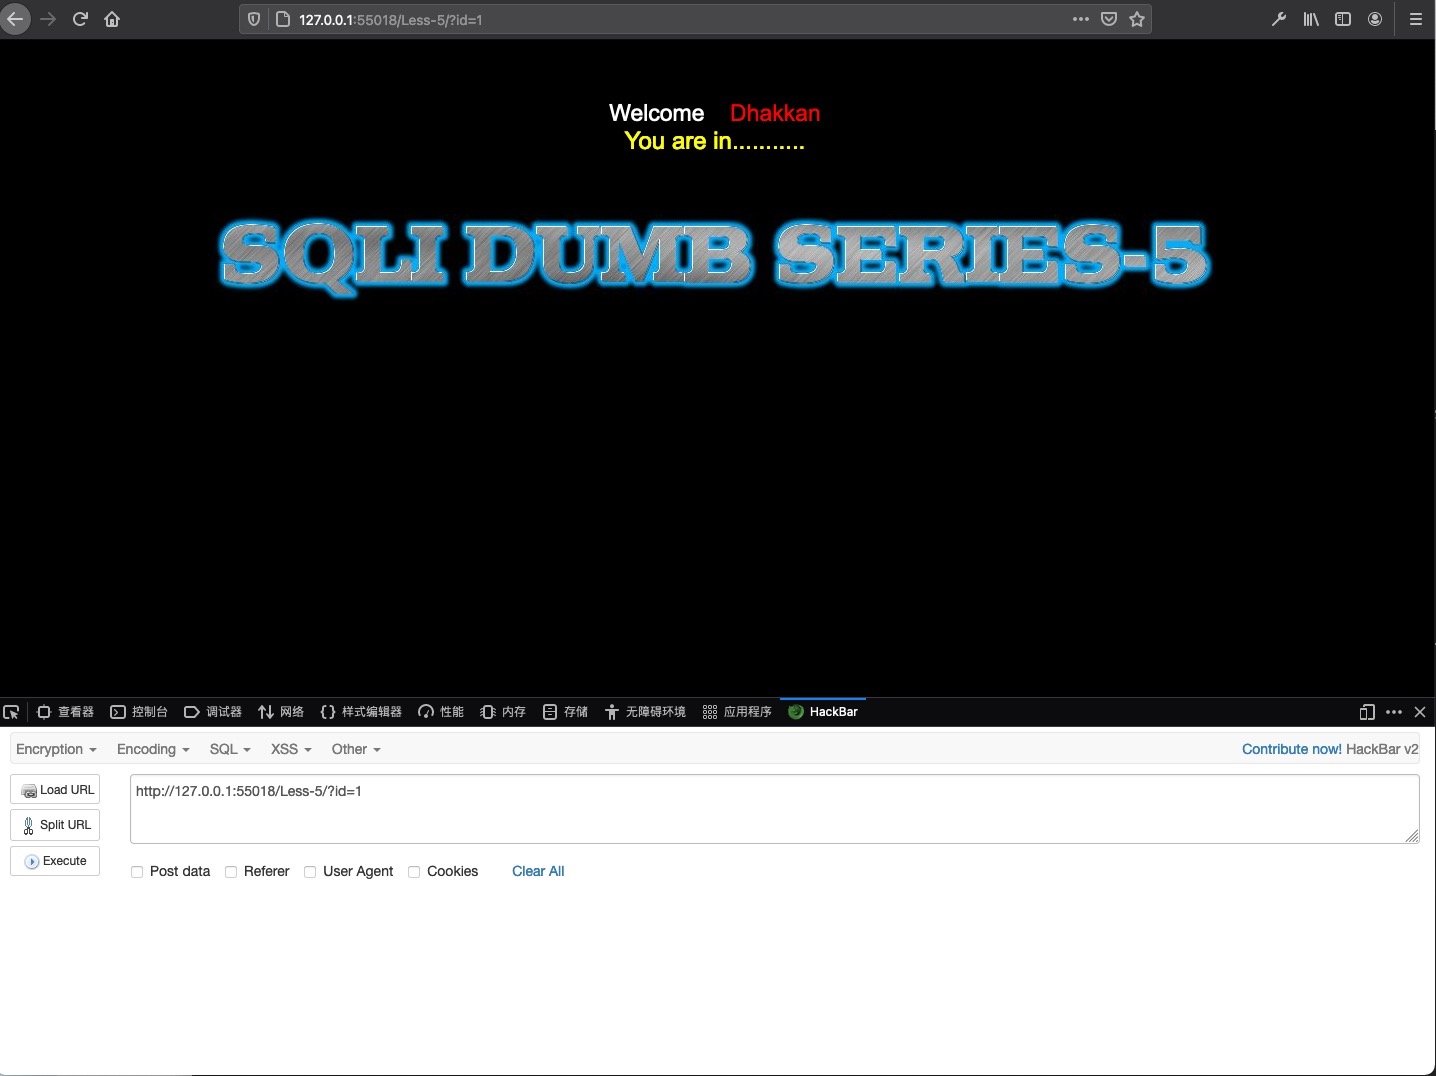 127.0.0.1:55018/Less-5/?id=1
Welcome Dhakkan
You are in...........
SQLI DUMB SERIES-5
查看器 控制台 调试器 网络 样式编辑器 性能 内存 存储 无障碍环境 应用程序 HackBar
Encryption Encoding SQL XSS Other Contribute now! HackBar v2
Load URL http://127.0.0.1:55018/Less-5/?id=1
Split URL
Execute
Post data Referer User Agent Cookies Clear All